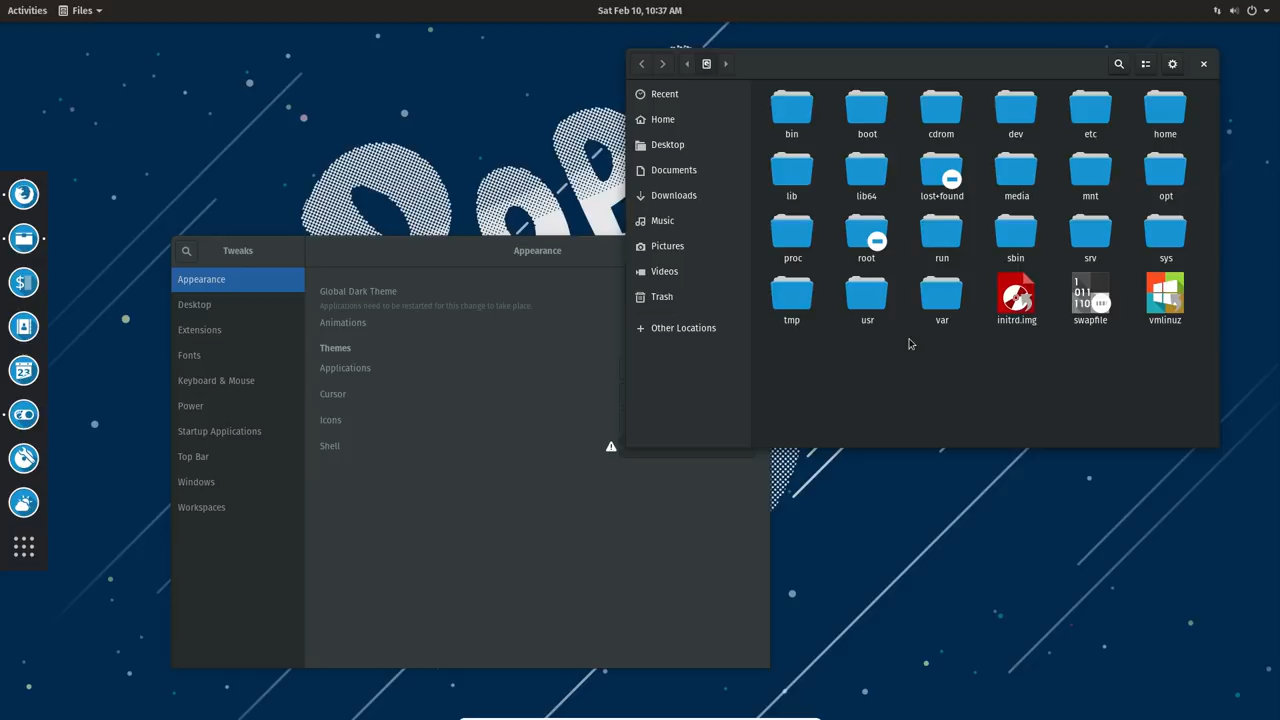 Activities Files Sat Feb 10, 10:37 AM
Recent
Home
Desktop
Documents
Downloads
Music
Pictures
Videos
Trash
Other Locations
bin boot cdrom dev etc home
lib lib64 lost+found media mnt opt
proc root run sbin srv sys
tmp usr var initrd.img swapfile vmlinuz
Tweaks Appearance
Appearance
Desktop
Extensions
Fonts
Keyboard & Mouse
Power
Startup Applications
Top Bar
Windows
Workspaces
Global Dark Theme
Applications need to be restarted for this change to take place.
Animations
Themes
Applications
Cursor
Icons
Shell